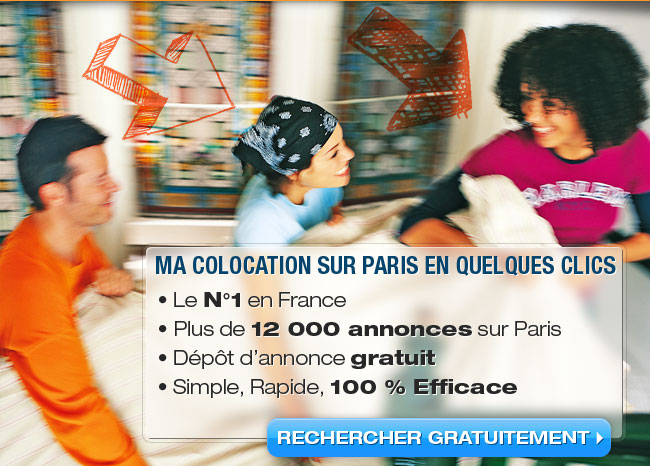 HARLEM
MA COLOCATION SUR PARIS EN QUELQUES CLICS
• Le N°1 en France
• Plus de 12 000 annonces sur Paris
• Dépôt d'annonce gratuit
• Simple, Rapide, 100 % Efficace
RECHERCHER GRATUITEMENT